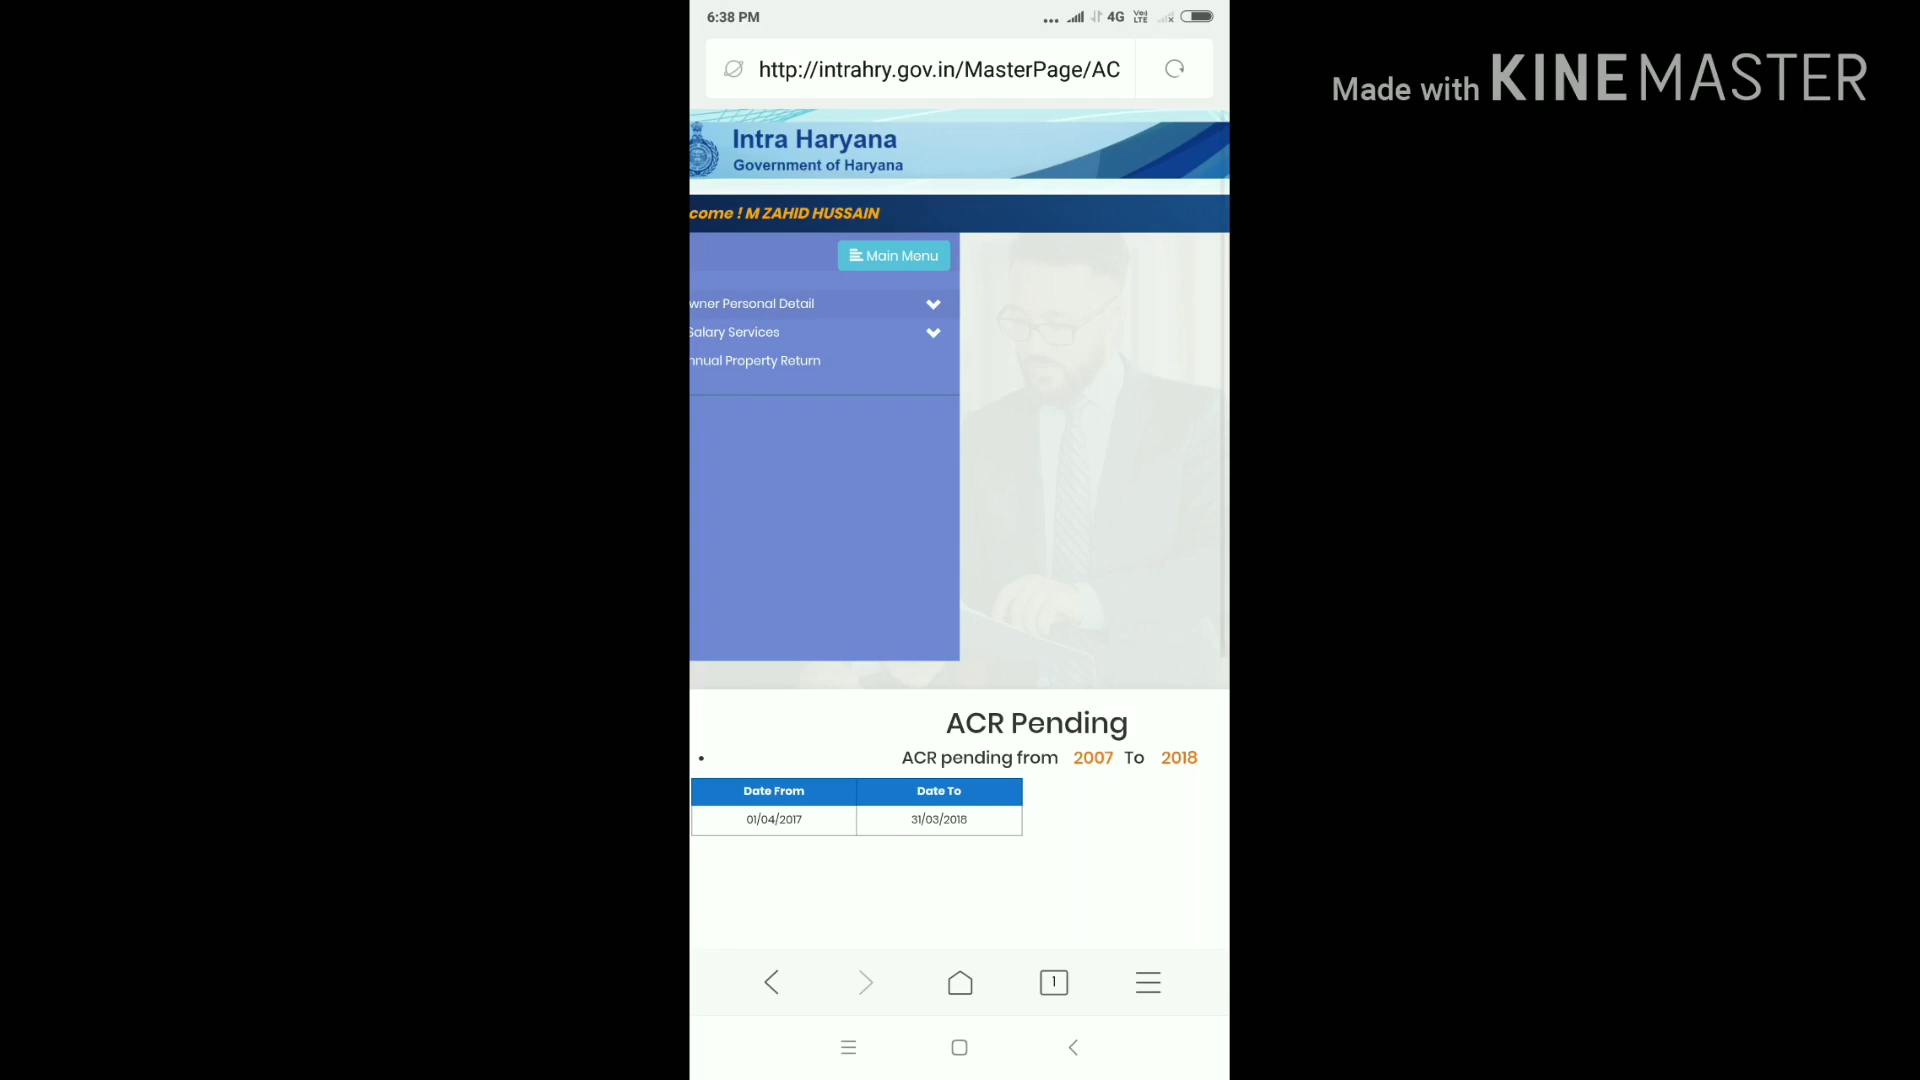 6:38 PM
4G
VoLTE
http://intrahry.gov.in/MasterPage/AC
Made with KINEMASTER
Intra Haryana
Government of Haryana
come ! M ZAHID HUSSAIN
Main Menu
wner Personal Detail
Salary Services
nnual Property Return
ACR Pending
• ACR pending from 2007 To 2018
Date From Date To
01/04/2017 31/03/2018
1